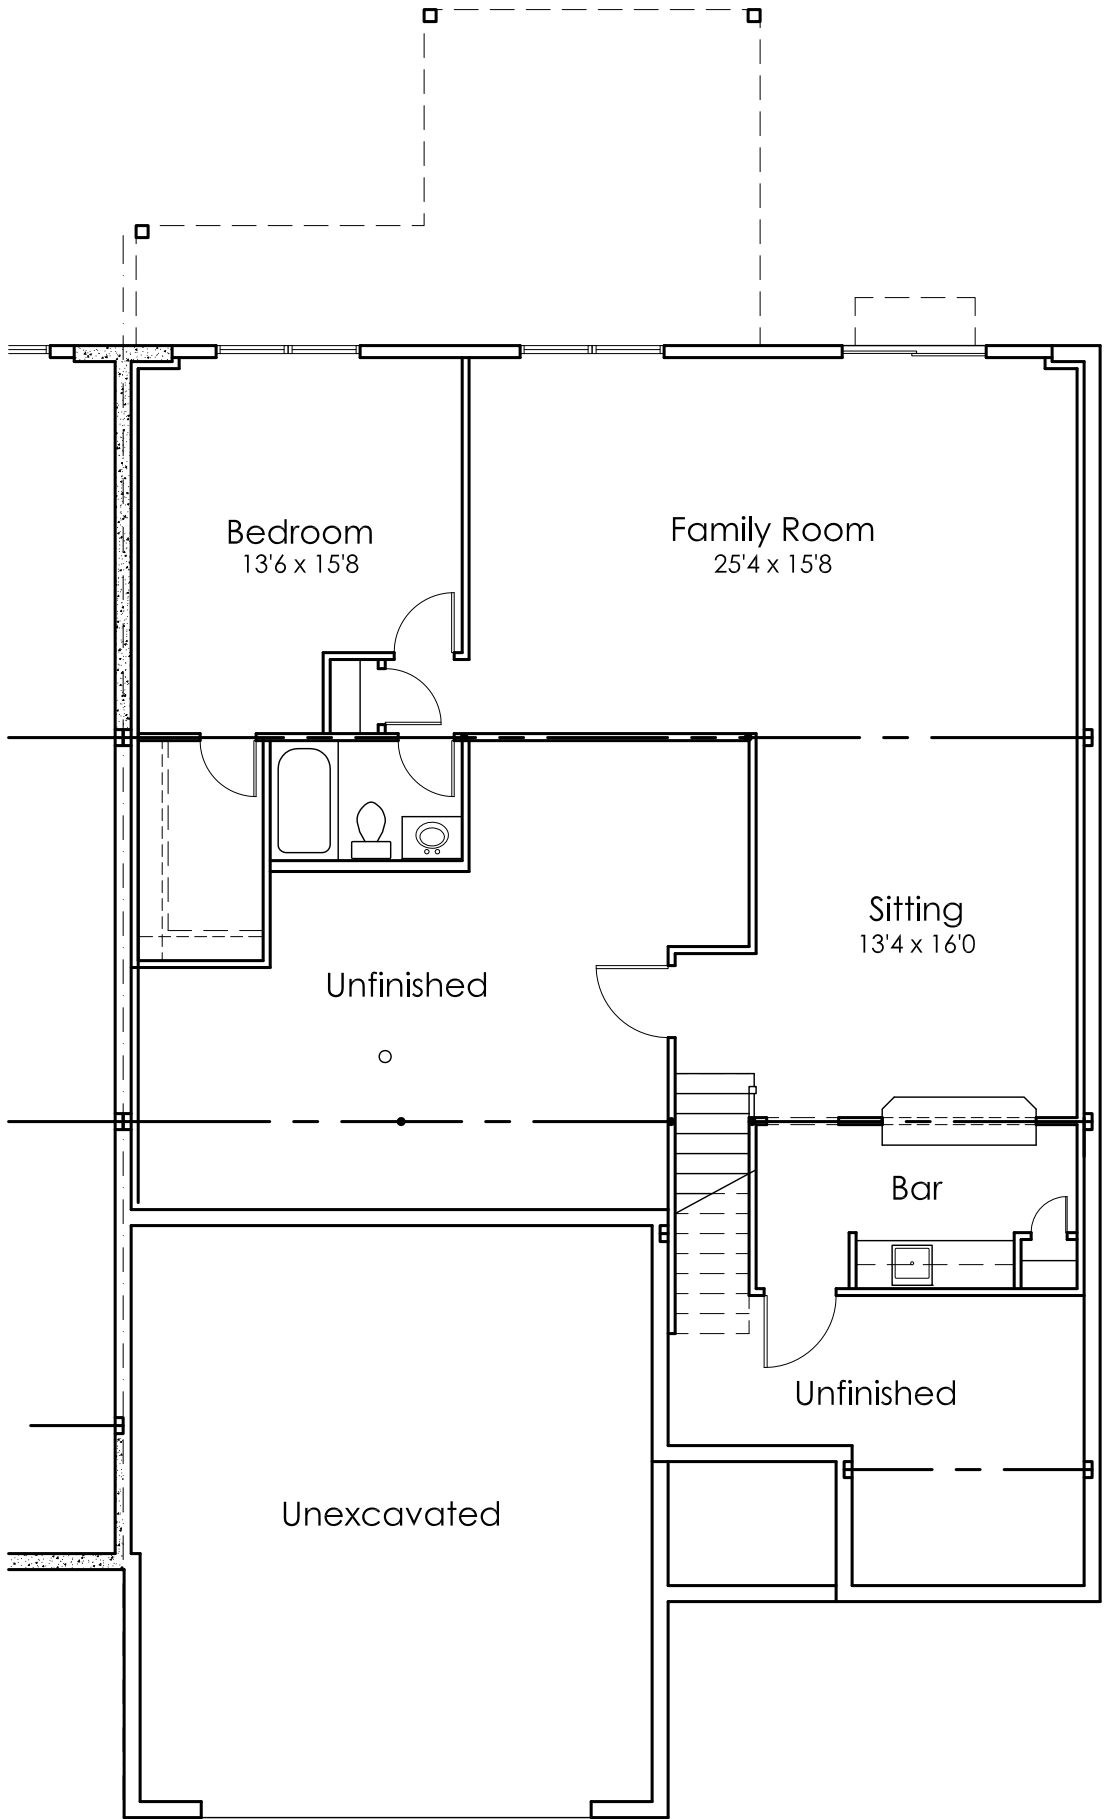 Bedroom
13'6 x 15'8
Family Room
25'4 x 15'8
Sitting
13'4 x 16'0
Unfinished
Bar
Unfinished
Unexcavated